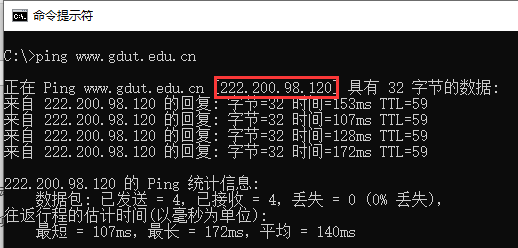 命令提示符
C:\>ping www.gdut.edu.cn
正在 Ping www.gdut.edu.cn [222.200.98.120] 具有 32 字节的数据:
来自 222.200.98.120 的回复: 字节=32 时间=153ms TTL=59
来自 222.200.98.120 的回复: 字节=32 时间=107ms TTL=59
来自 222.200.98.120 的回复: 字节=32 时间=128ms TTL=59
来自 222.200.98.120 的回复: 字节=32 时间=172ms TTL=59
222.200.98.120 的 Ping 统计信息:
数据包: 已发送 = 4，已接收 = 4，丢失 = 0 (0% 丢失)，
往返行程的估计时间(以毫秒为单位):
最短 = 107ms，最长 = 172ms，平均 = 140ms